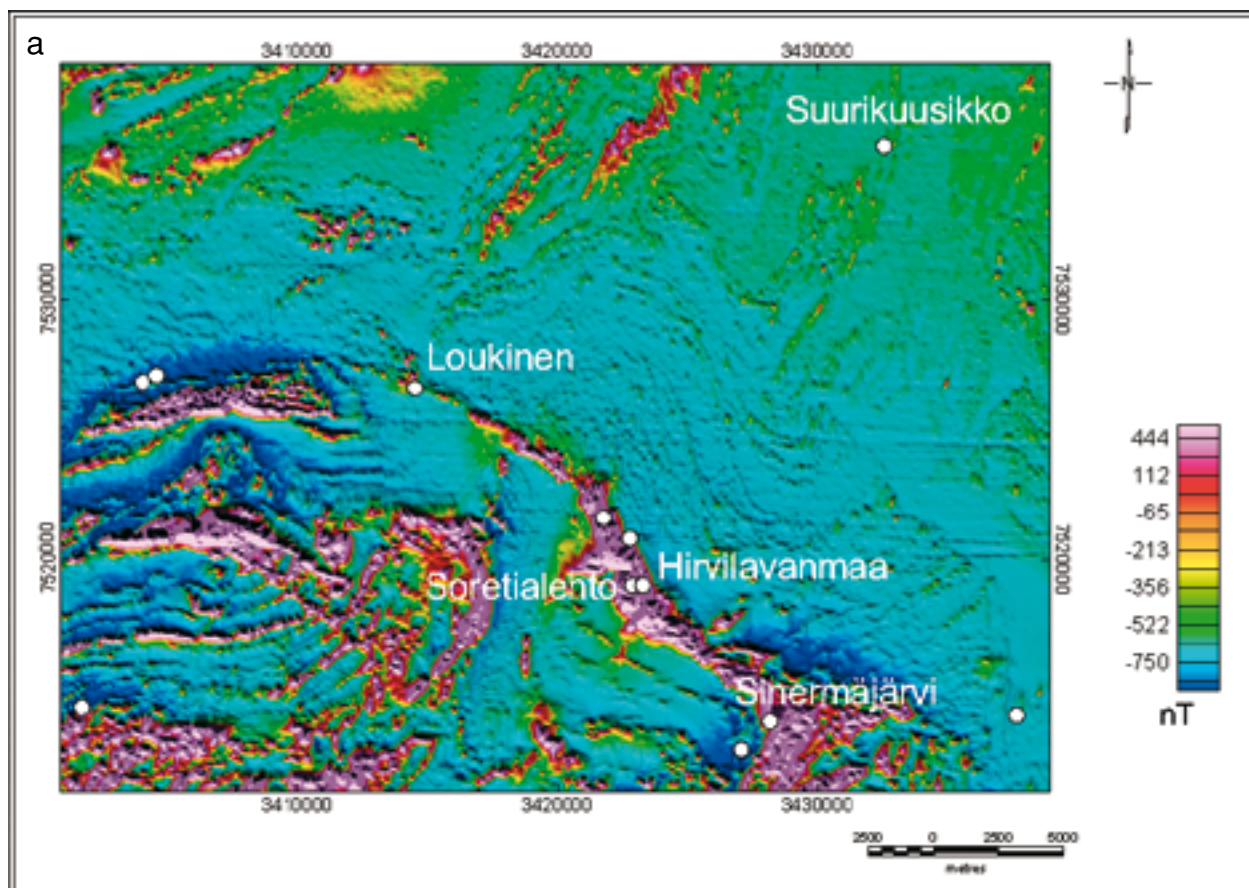 a
3410000 3420000 3430000
N
Suurikuusikko
7530000 7530000
Loukinen
444
112
-65
-213
-356
-522
-750
nT
7520000 7520000
Hirvilavanmaa
Soretialehto
Sinermäjärvi
3410000 3420000 3430000
2500 0 2500 5000
metres